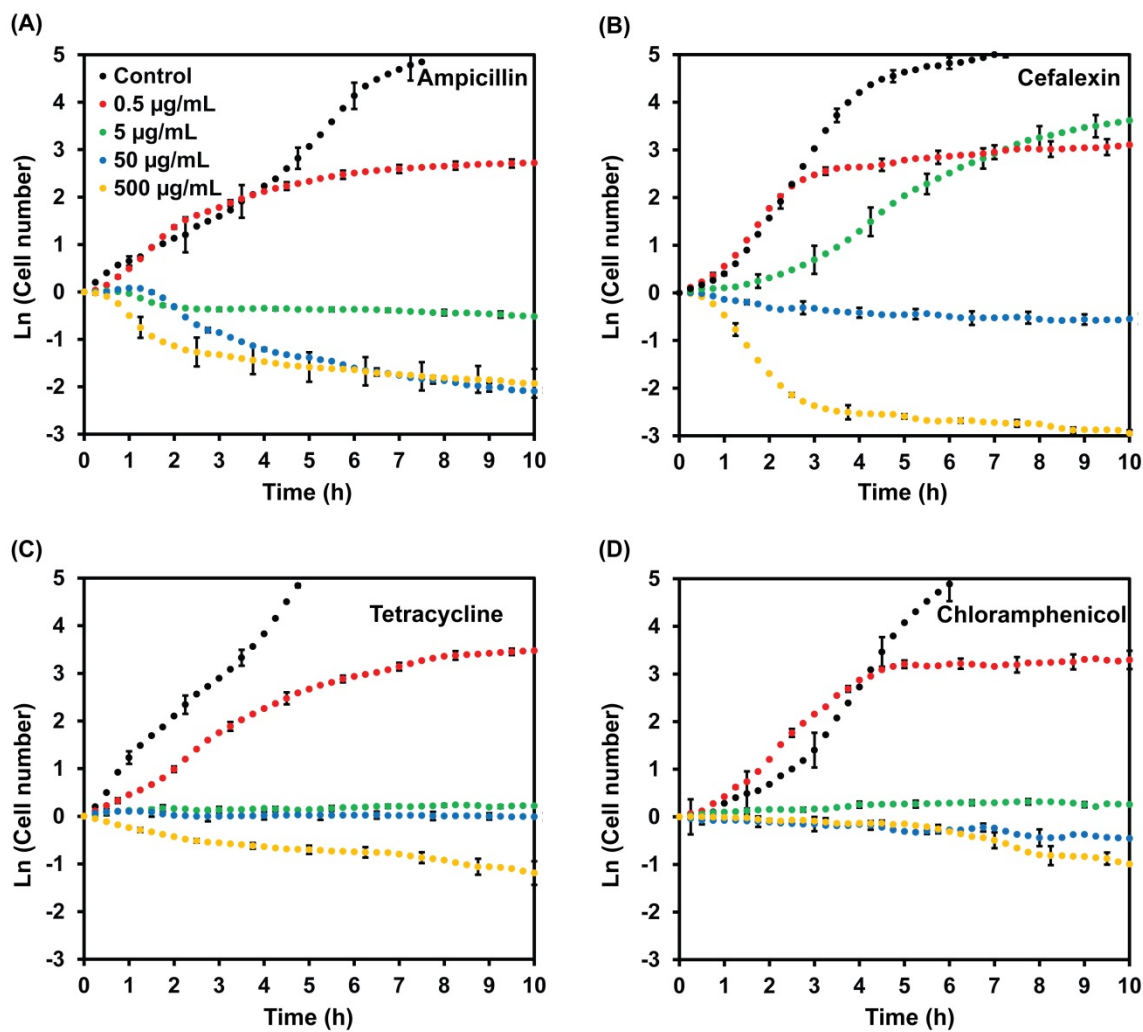 (A)
Ln (Cell number)
5
4
3
2
1
0
-1
-2
-3
Control
0.5 µg/mL
5 µg/mL
50 µg/mL
500 µg/mL
Ampicillin
0 1 2 3 4 5 6 7 8 9 10
Time (h)
(B)
Ln (Cell number)
5
4
3
2
1
0
-1
-2
-3
Cefalexin
0 1 2 3 4 5 6 7 8 9 10
Time (h)
(C)
Ln (Cell number)
5
4
3
2
1
0
-1
-2
-3
Tetracycline
0 1 2 3 4 5 6 7 8 9 10
Time (h)
(D)
Ln (Cell number)
5
4
3
2
1
0
-1
-2
-3
Chloramphenicol
0 1 2 3 4 5 6 7 8 9 10
Time (h)